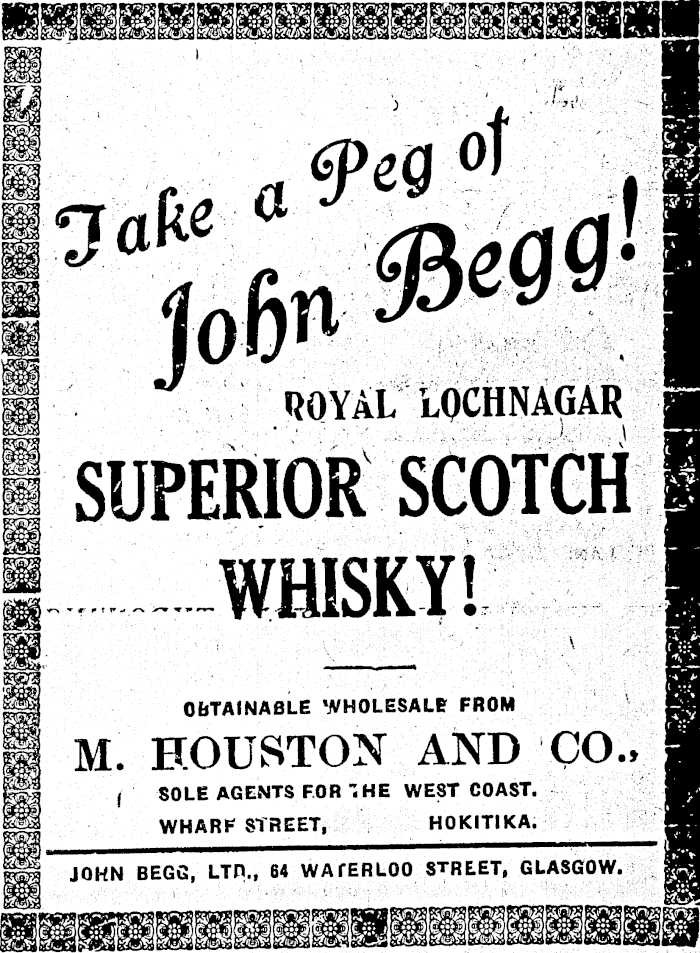 Take a Peg of
John Begg!
ROYAL LOCHNAGAR
SUPERIOR SCOTCH
WHISKY!
OBTAINABLE WHOLESALE FROM
M. HOUSTON AND CO.,
SOLE AGENTS FOR THE WEST COAST.
WHARF STREET, HOKITIKA.
JOHN BEGG, LTD., 64 WATERLOO STREET, GLASGOW.